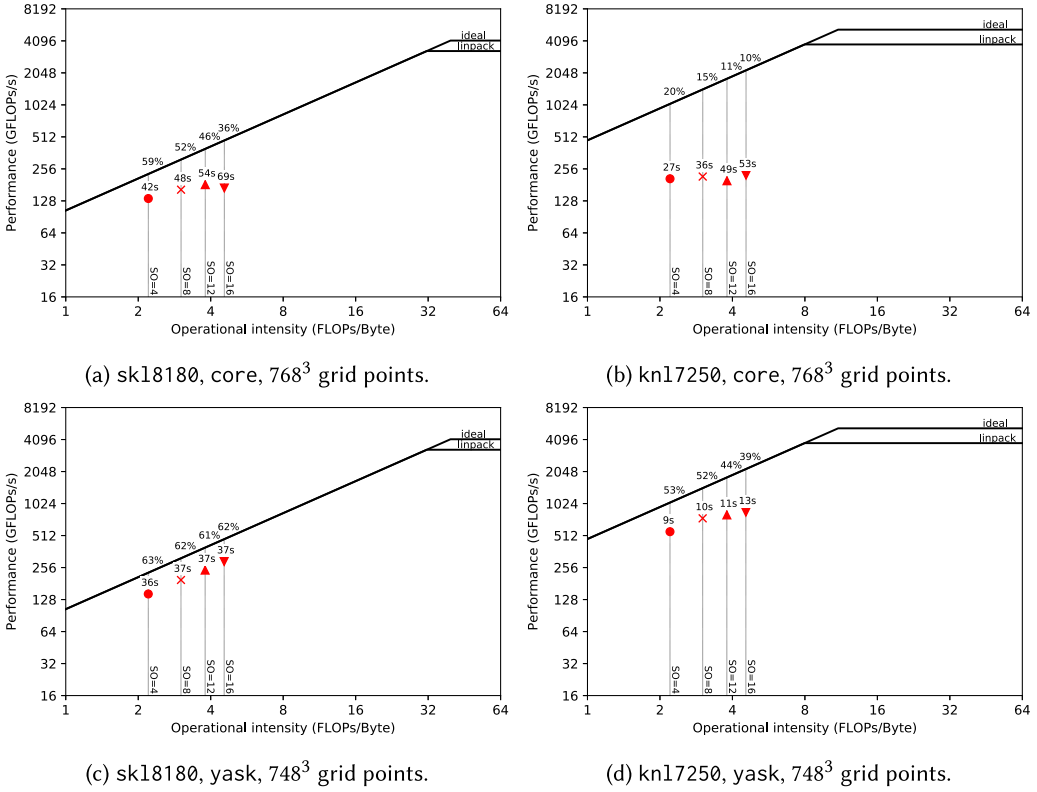 8192
4096
2048
1024
512
256
128
64
32
16
Performance (GFLOPs/s)
ideal
linpack
59%
52%
46%
36%
42s
48s
54s
69s
SO=4
SO=8
SO=12
SO=16
1 2 4 8 16 32 64
Operational intensity (FLOPs/Byte)
(a) skl8180, core, 768³ grid points.
8192
4096
2048
1024
512
256
128
64
32
16
Performance (GFLOPs/s)
ideal
linpack
20%
15%
11%
10%
27s
36s
49s
53s
SO=4
SO=8
SO=12
SO=16
1 2 4 8 16 32 64
Operational intensity (FLOPs/Byte)
(b) knl7250, core, 768³ grid points.
8192
4096
2048
1024
512
256
128
64
32
16
Performance (GFLOPs/s)
ideal
linpack
63%
62%
61%
62%
36s
37s
37s
37s
SO=4
SO=8
SO=12
SO=16
1 2 4 8 16 32 64
Operational intensity (FLOPs/Byte)
(c) skl8180, yask, 748³ grid points.
8192
4096
2048
1024
512
256
128
64
32
16
Performance (GFLOPs/s)
ideal
linpack
53%
52%
44%
39%
9s
10s
11s
13s
SO=4
SO=8
SO=12
SO=16
1 2 4 8 16 32 64
Operational intensity (FLOPs/Byte)
(d) knl7250, yask, 748³ grid points.